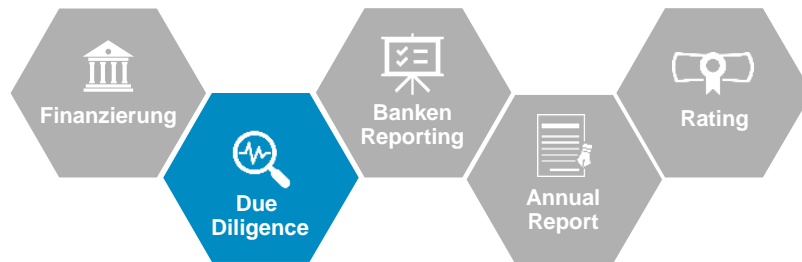 Finanzierung
Due
Diligence
Banken
Reporting
Annual
Report
Rating